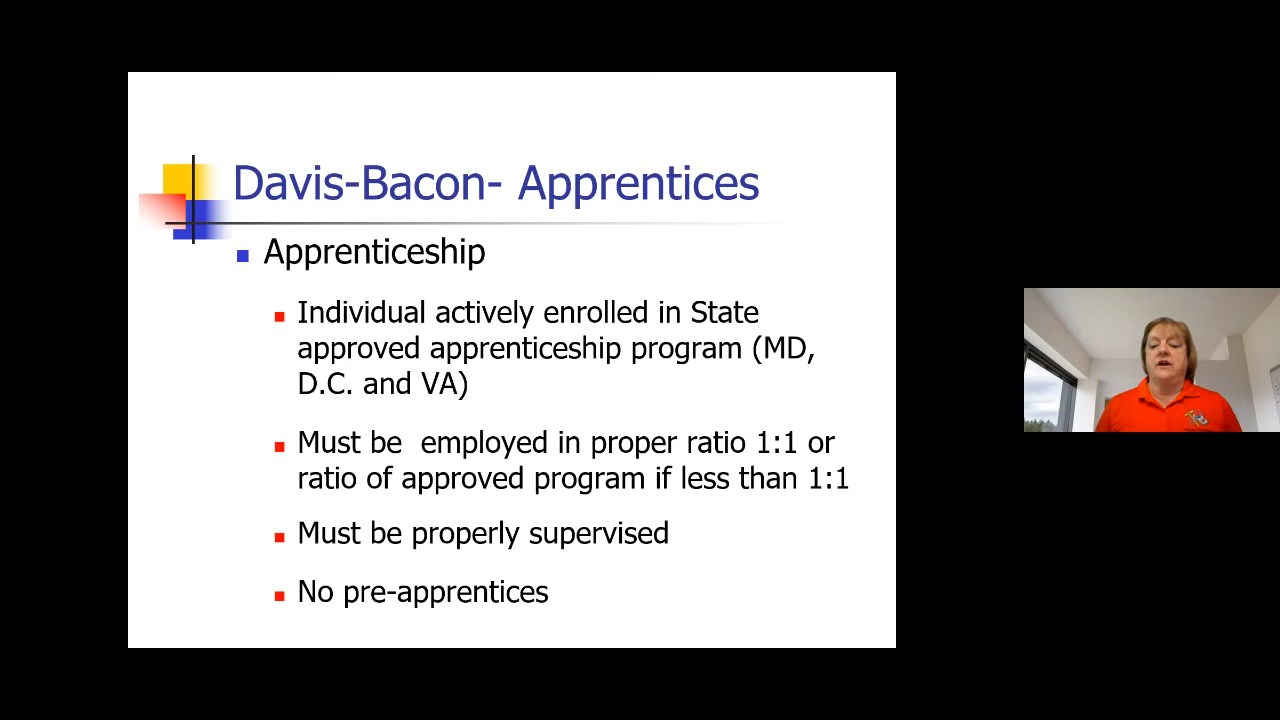 Davis-Bacon- Apprentices
Apprenticeship
Individual actively enrolled in State
approved apprenticeship program (MD,
D.C. and VA)
Must be  employed in proper ratio 1:1 or
ratio of approved program if less than 1:1
Must be properly supervised
No pre-apprentices